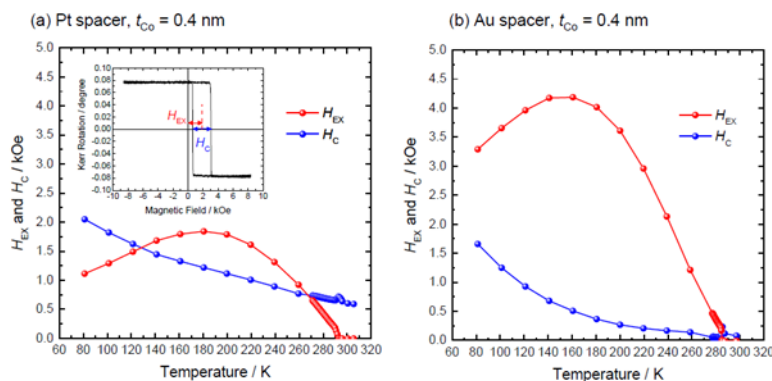 (a) Pt spacer, tCo = 0.4 nm
5.0
4.5
4.0
3.5
3.0
2.5
2.0
1.5
1.0
0.5
0.0
HEX and HC / kOe
60 80 100 120 140 160 180 200 220 240 260 280 300 320
Temperature / K
0.10
0.08
0.06
0.04
0.02
0.00
-0.02
-0.04
-0.06
-0.08
-0.10
Kerr Rotation / degree
-10 -8 -6 -4 -2 0 2 4 6 8 10
Magnetic Field / kOe
HEX
HC
HEX
HC
(b) Au spacer, tCo = 0.4 nm
5.0
4.5
4.0
3.5
3.0
2.5
2.0
1.5
1.0
0.5
0.0
HEX and HC / kOe
60 80 100 120 140 160 180 200 220 240 260 280 300 320
Temperature / K
HEX
HC